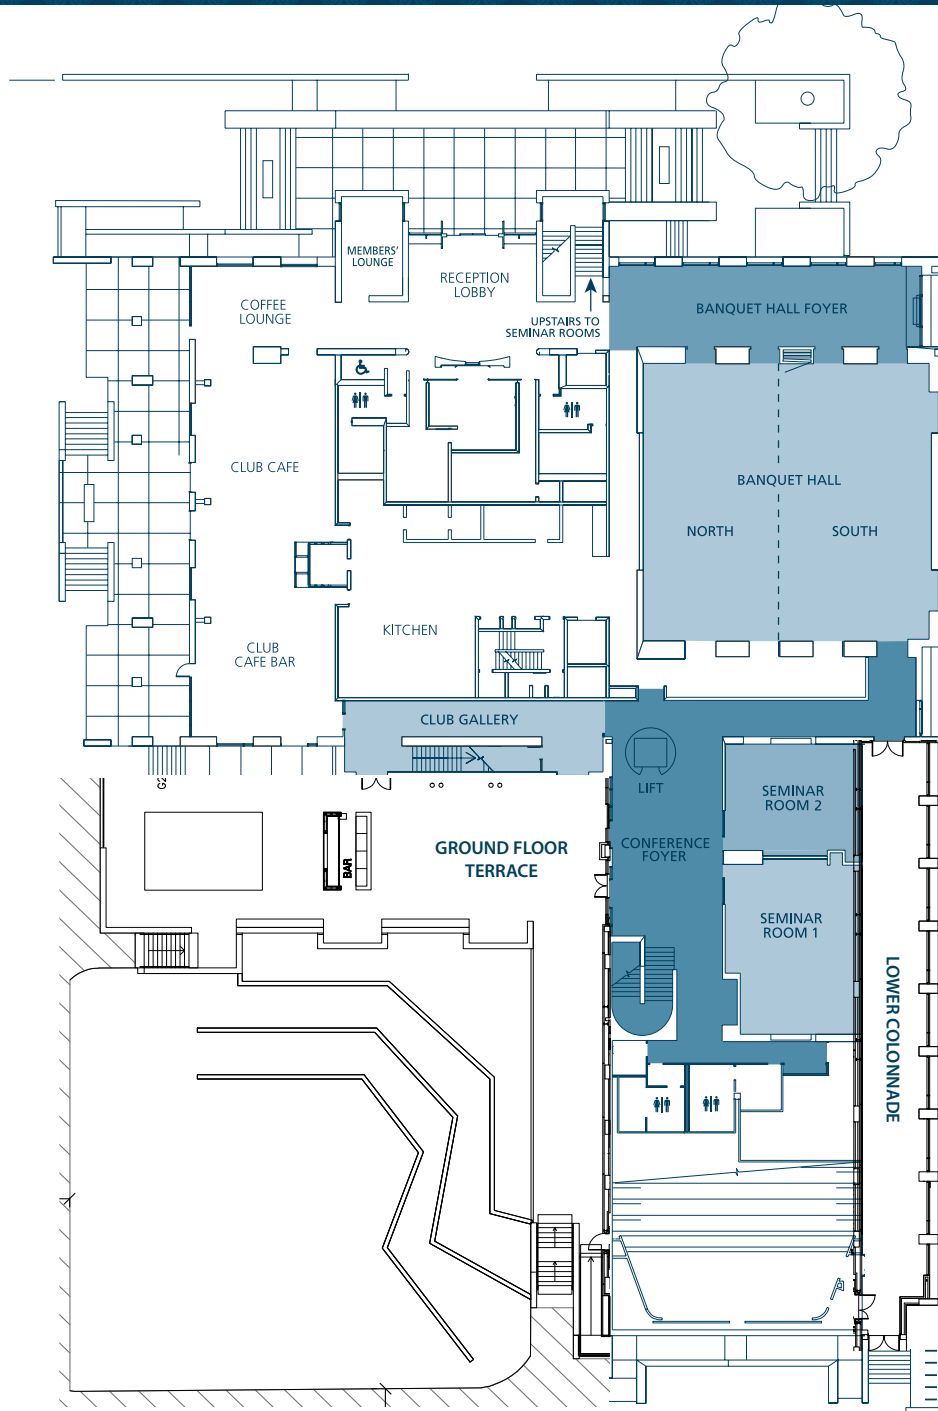 MEMBERS'
LOUNGE
RECEPTION
LOBBY
COFFEE
LOUNGE
UPSTAIRS TO
SEMINAR ROOMS
BANQUET HALL FOYER
CLUB CAFE
BANQUET HALL
NORTH
SOUTH
KITCHEN
CLUB
CAFE BAR
CLUB GALLERY
LIFT
SEMINAR
ROOM 2
CONFERENCE
FOYER
BAR
GROUND FLOOR
TERRACE
SEMINAR
ROOM 1
LOWER COLONNADE